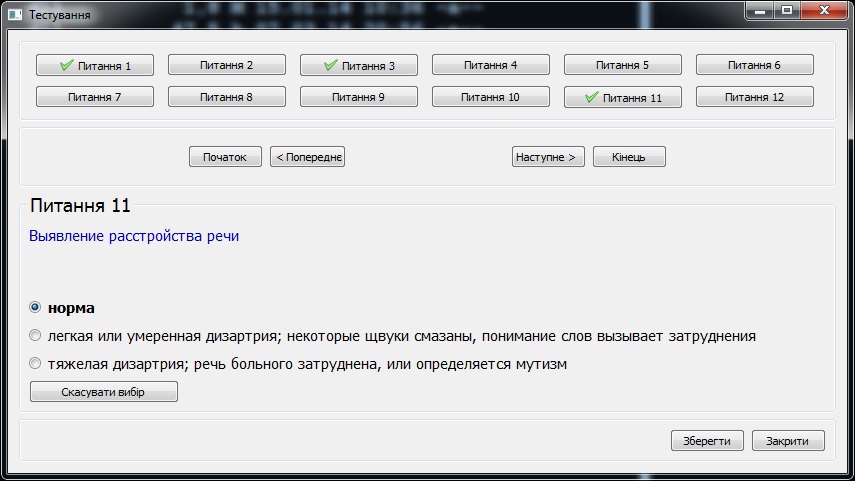 Тестування
Питання 1 Питання 2 Питання 3 Питання 4 Питання 5 Питання 6
Питання 7 Питання 8 Питання 9 Питання 10 Питання 11 Питання 12
Початок < Попереднє Наступне > Кінець
Питання 11
Выявление расстройства речи
норма
легкая или умеренная дизартрия; некоторые щвуки смазаны, понимание слов вызывает затруднения
тяжелая дизартрия; речь больного затруднена, или определяется мутизм
Скасувати вибір
Зберегти Закрити